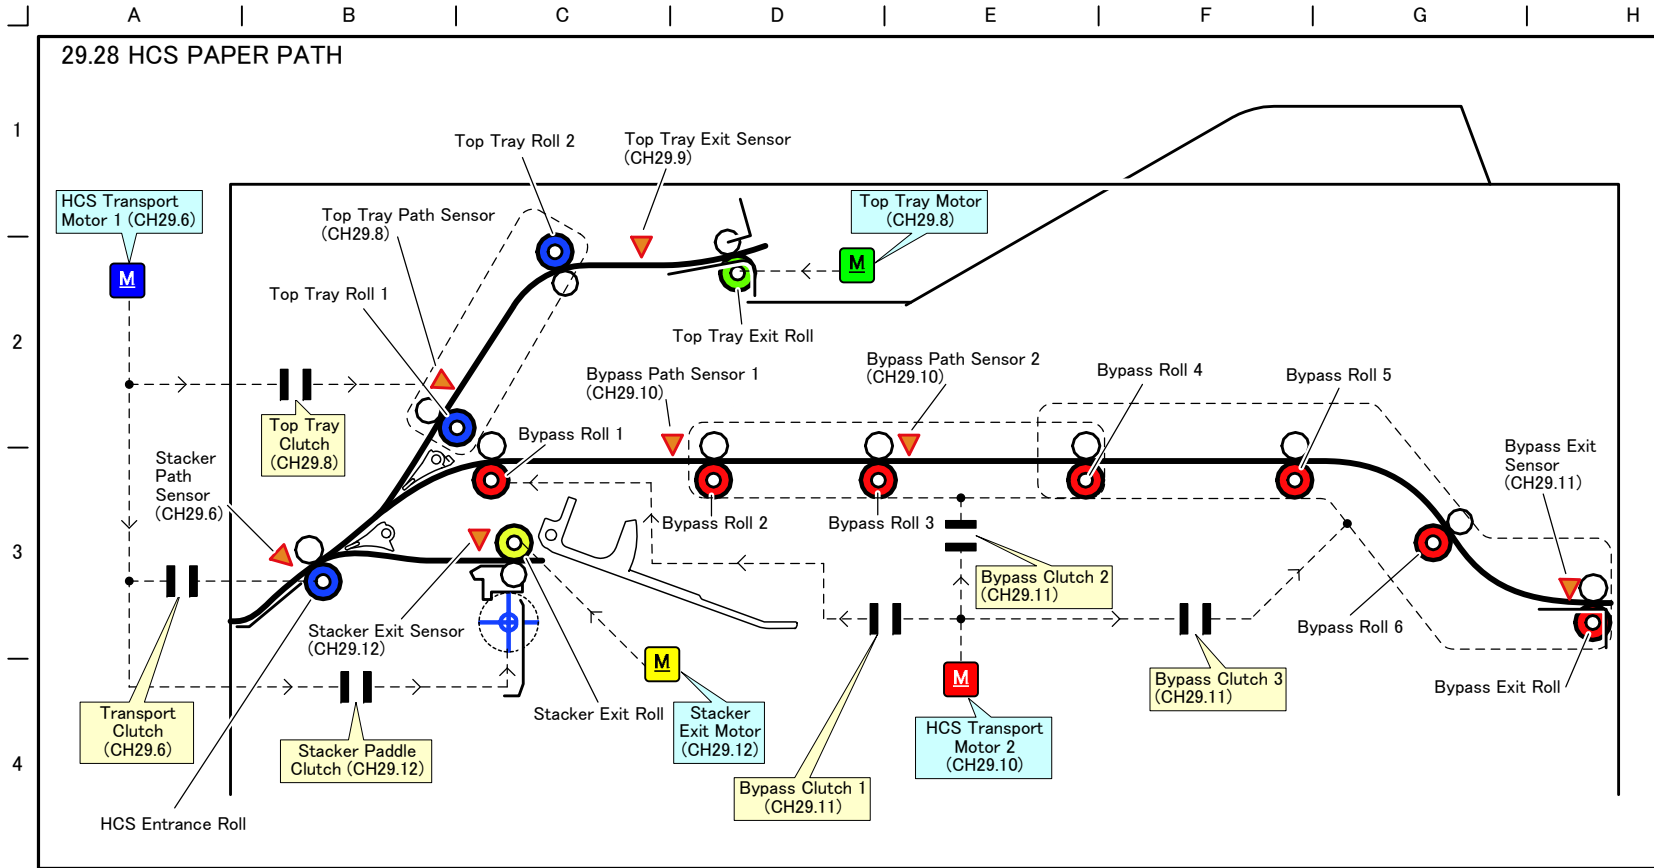 A B C D E F G H
29.28 HCS PAPER PATH
1
2
3
4
Top Tray Roll 2
Top Tray Exit Sensor
(CH29.9)
HCS Transport
Motor 1 (CH29.6)
Top Tray Path Sensor
(CH29.8)
Top Tray Motor
(CH29.8)
M
M
Top Tray Roll 1
Top Tray Exit Roll
Bypass Path Sensor 1
(CH29.10)
Bypass Path Sensor 2
(CH29.10)
Bypass Roll 4
Bypass Roll 5
Top Tray
Clutch
(CH29.8)
Bypass Roll 1
Stacker
Path
Sensor
(CH29.6)
Bypass Exit
Sensor
(CH29.11)
Bypass Roll 2
Bypass Roll 3
Bypass Clutch 2
(CH29.11)
Stacker Exit Sensor
(CH29.12)
Bypass Roll 6
M
M
Bypass Clutch 3
(CH29.11)
Bypass Exit Roll
Transport
Clutch
(CH29.6)
Stacker Exit Roll
Stacker
Exit Motor
(CH29.12)
HCS Transport
Motor 2
(CH29.10)
Stacker Paddle
Clutch (CH29.12)
Bypass Clutch 1
(CH29.11)
HCS Entrance Roll